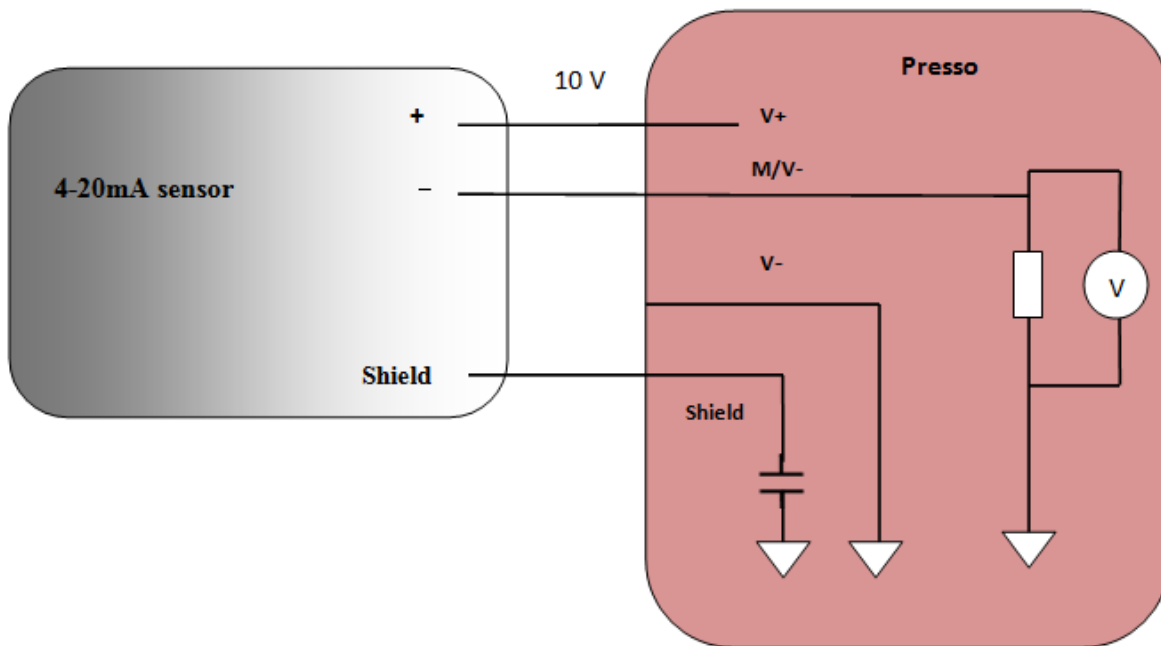 Presso
10 V
+
V+
4-20mA sensor
–
M/V-
V-
V
Shield
Shield